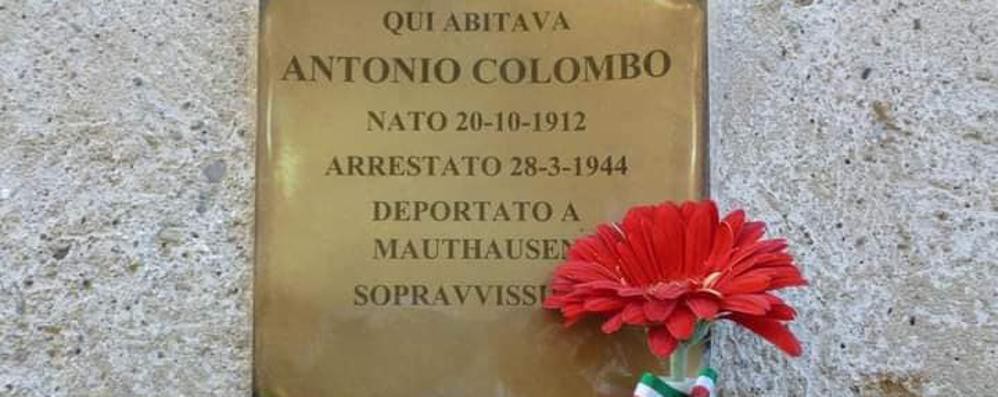 QUI ABITAVA
ANTONIO COLOMBO
NATO 20-10-1912
ARRESTATO 28-3-1944
DEPORTATO A
MAUTHAUSEN